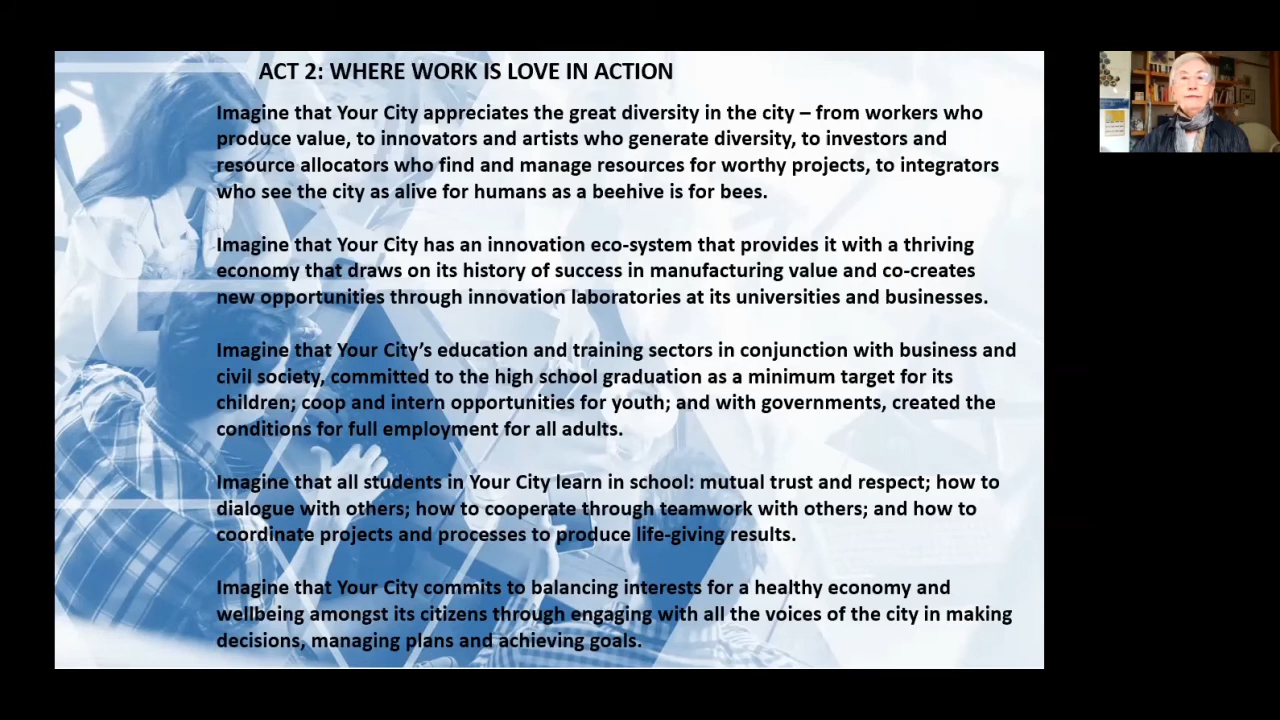 ACT 2: WHERE WORK IS LOVE IN ACTION
Imagine that Your City appreciates the great diversity in the city – from workers who
produce value, to innovators and artists who generate diversity, to investors and
resource allocators who find and manage resources for worthy projects, to integrators
who see the city as alive for humans as a beehive is for bees.
Imagine that Your City has an innovation eco-system that provides it with a thriving
economy that draws on its history of success in manufacturing value and co-creates
new opportunities through innovation laboratories at its universities and businesses.
Imagine that Your City’s education and training sectors in conjunction with business and
civil society, committed to the high school graduation as a minimum target for its
children; coop and intern opportunities for youth; and with governments, created the
conditions for full employment for all adults.
Imagine that all students in Your City learn in school: mutual trust and respect; how to
dialogue with others; how to cooperate through teamwork with others; and how to
coordinate projects and processes to produce life-giving results.
Imagine that Your City commits to balancing interests for a healthy economy and
wellbeing amongst its citizens through engaging with all the voices of the city in making
decisions, managing plans and achieving goals.